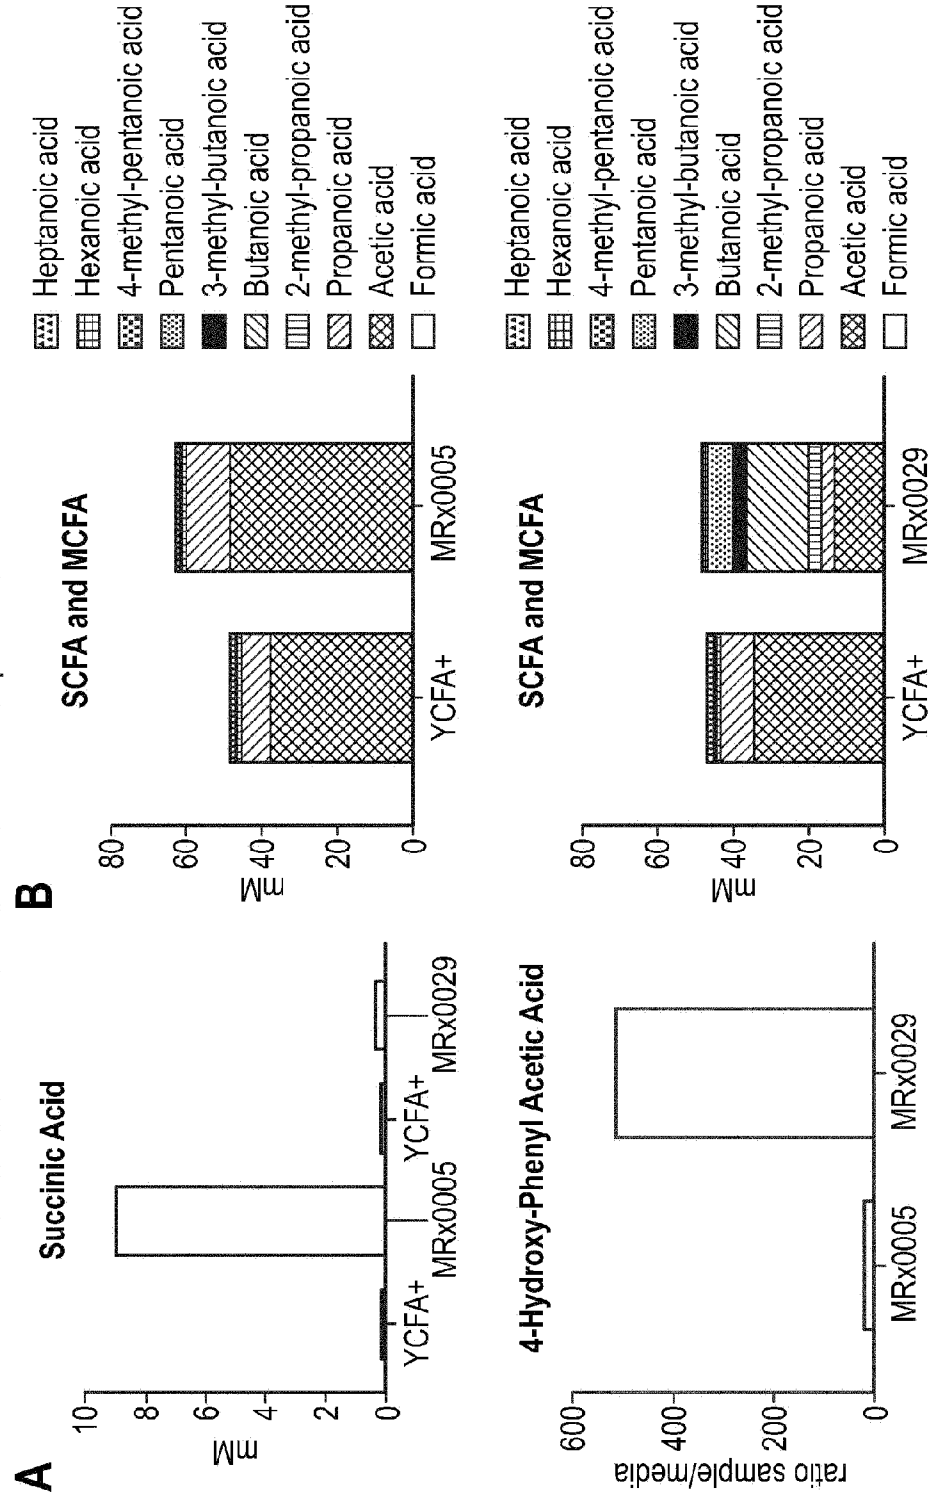 A
Succinic Acid
mM
10
8
6
4
2
0
YCFA+
MRx0005
YCFA+
MRx0029
4-Hydroxy-Phenyl Acetic Acid
ratio sample/media
600
400
200
0
MRx0005
MRx0029
B
SCFA and MCFA
mM
80
60
40
20
0
YCFA+
MRx0005
Heptanoic acid
Hexanoic acid
4-methyl-pentanoic acid
Pentanoic acid
3-methyl-butanoic acid
Butanoic acid
2-methyl-propanoic acid
Propanoic acid
Acetic acid
Formic acid
SCFA and MCFA
mM
80
60
40
20
0
YCFA+
MRx0029
Heptanoic acid
Hexanoic acid
4-methyl-pentanoic acid
Pentanoic acid
3-methyl-butanoic acid
Butanoic acid
2-methyl-propanoic acid
Propanoic acid
Acetic acid
Formic acid